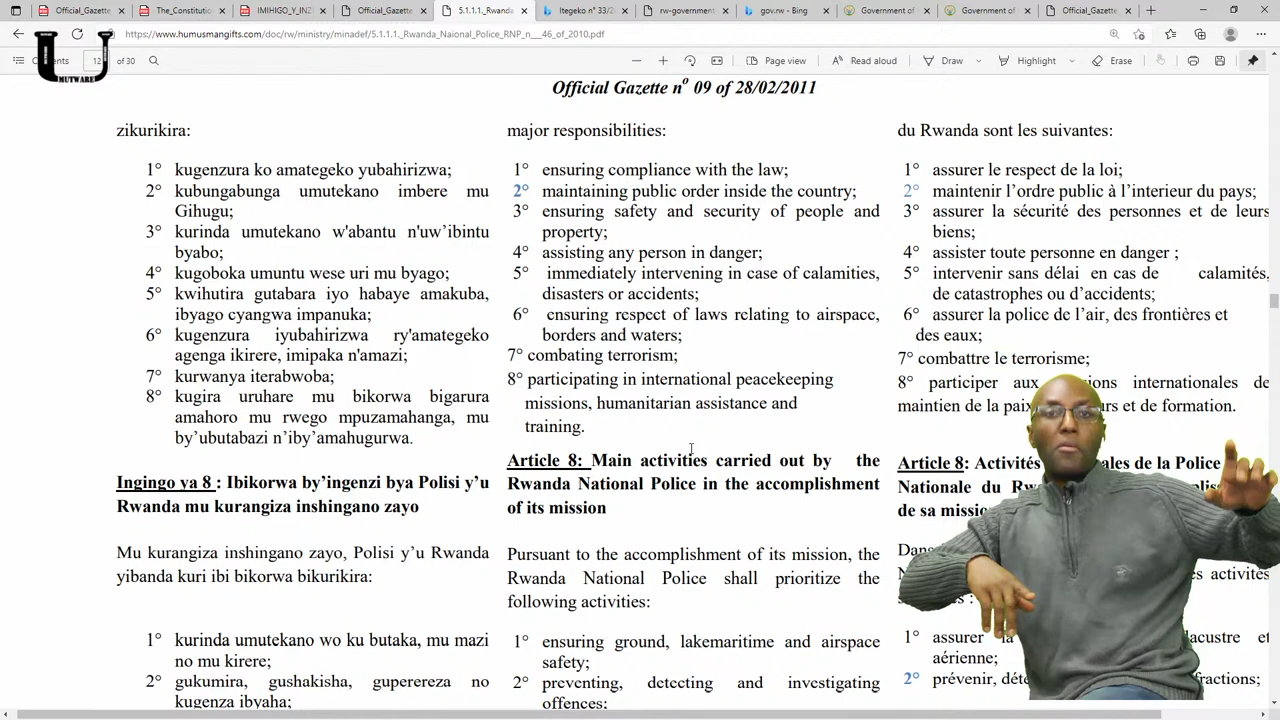 Official_Gazette_
The_Constitution
IMIHIGO_Y_INZ
Official_Gazette_
5.1.1.1._Rwanda_
Itegeko n° 33/2
rw-government
gov.rw - Bing
Government of
Government of
Official_Gazette_
https://www.humusmangifts.com/doc/rw/ministry/minadef/5.1.1.1._Rwanda_Naional_Police_RNP_n___46_of_2010.pdf
U
MUTWARE
12 of 30
Page view
Read aloud
Draw
Highlight
Erase
Official Gazette nº 09 of 28/02/2011
zikurikira:
1° kugenzura ko amategeko yubahirizwa;
2° kubungabunga umutekano imbere mu
Gihugu;
3° kurinda umutekano w'abantu n'uw’ibintu
byabo;
4° kugoboka umuntu wese uri mu byago;
5° kwihutira gutabara iyo habaye amakuba,
ibyago cyangwa impanuka;
6° kugenzura iyubahirizwa ry'amategeko
agenga ikirere, imipaka n'amazi;
7° kurwanya iterabwoba;
8° kugira uruhare mu bikorwa bigarura
amahoro mu rwego mpuzamahanga, mu
by’ubutabazi n’iby’amahugurwa.
Ingingo ya 8 : Ibikorwa by’ingenzi bya Polisi y’u
Rwanda mu kurangiza inshingano zayo
Mu kurangiza inshingano zayo, Polisi y’u Rwanda
yibanda kuri ibi bikorwa bikurikira:
1° kurinda umutekano wo ku butaka, mu mazi
no mu kirere;
2° gukumira, gushakisha, guperereza no
kugenza ibyaha;
major responsibilities:
1° ensuring compliance with the law;
2° maintaining public order inside the country;
3° ensuring safety and security of people and
property;
4° assisting any person in danger;
5° immediately intervening in case of calamities,
disasters or accidents;
6° ensuring respect of laws relating to airspace,
borders and waters;
7° combating terrorism;
8° participating in international peacekeeping
missions, humanitarian assistance and
training.
Article 8: Main activities carried out by the
Rwanda National Police in the accomplishment
of its mission
Pursuant to the accomplishment of its mission, the
Rwanda National Police shall prioritize the
following activities:
1° ensuring ground, lakemaritime and airspace
safety;
2° preventing, detecting and investigating
offences;
du Rwanda sont les suivantes:
1° assurer le respect de la loi;
2° maintenir l’ordre public à l’interieur du pays;
3° assurer la sécurité des personnes et de leurs
biens;
4° assister toute personne en danger ;
5° intervenir sans délai en cas de calamités,
de catastrophes ou d’accidents;
6° assurer la police de l’air, des frontières et
des eaux;
7° combattre le terrorisme;
8° participer aux internationales de
maintien de la et de formation.
Article 8: Activités de la Police
Nationale du
de sa
activités
1° assurer lacustre et
aérienne;
2° prévenir,